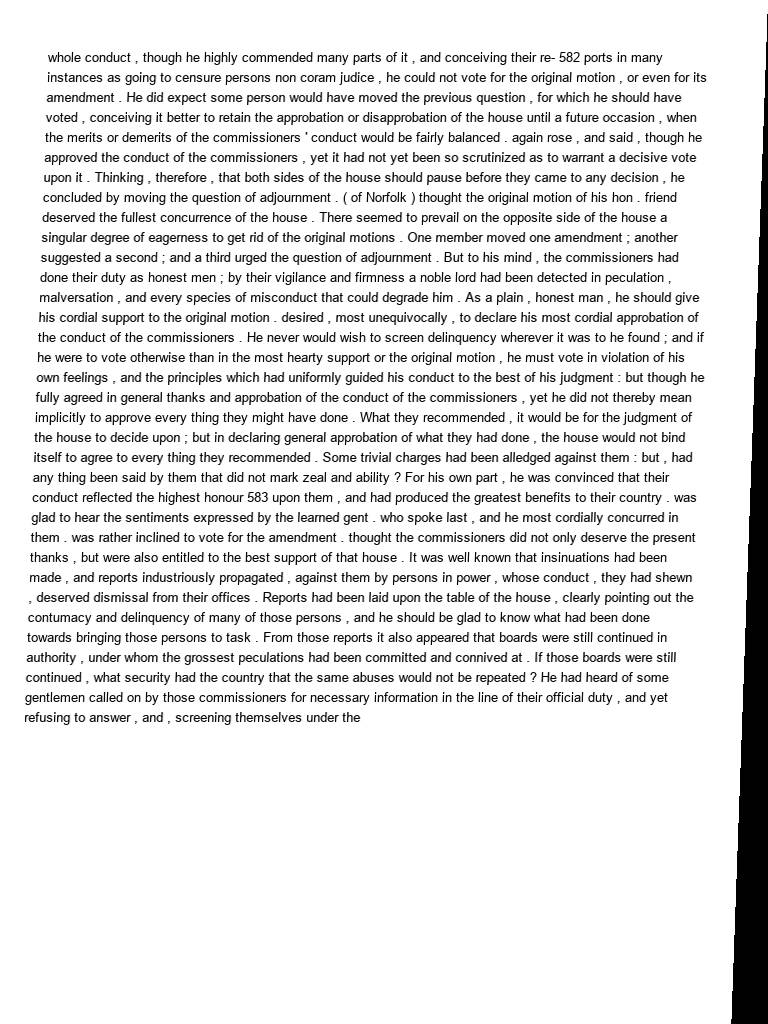 whole conduct , though he highly commended many parts of it , and conceiving their re- 582 ports in many
instances as going to censure persons non coram judice , he could not vote for the original motion , or even for its
amendment . He did expect some person would have moved the previous question , for which he should have
voted , conceiving it better to retain the approbation or disapprobation of the house until a future occasion , when
the merits or demerits of the commissioners ' conduct would be fairly balanced . again rose , and said , though he
approved the conduct of the commissioners , yet it had not yet been so scrutinized as to warrant a decisive vote
upon it . Thinking , therefore , that both sides of the house should pause before they came to any decision , he
concluded by moving the question of adjournment . ( of Norfolk ) thought the original motion of his hon . friend
deserved the fullest concurrence of the house . There seemed to prevail on the opposite side of the house a
singular degree of eagerness to get rid of the original motions . One member moved one amendment ; another
suggested a second ; and a third urged the question of adjournment . But to his mind , the commissioners had
done their duty as honest men ; by their vigilance and firmness a noble lord had been detected in peculation ,
malversation , and every species of misconduct that could degrade him . As a plain , honest man , he should give
his cordial support to the original motion . desired , most unequivocally , to declare his most cordial approbation of
the conduct of the commissioners . He never would wish to screen delinquency wherever it was to he found ; and if
he were to vote otherwise than in the most hearty support or the original motion , he must vote in violation of his
own feelings , and the principles which had uniformly guided his conduct to the best of his judgment : but though he
fully agreed in general thanks and approbation of the conduct of the commissioners , yet he did not thereby mean
implicitly to approve every thing they might have done . What they recommended , it would be for the judgment of
the house to decide upon ; but in declaring general approbation of what they had done , the house would not bind
itself to agree to every thing they recommended . Some trivial charges had been alledged against them : but , had
any thing been said by them that did not mark zeal and ability ? For his own part , he was convinced that their
conduct reflected the highest honour 583 upon them , and had produced the greatest benefits to their country . was
glad to hear the sentiments expressed by the learned gent . who spoke last , and he most cordially concurred in
them . was rather inclined to vote for the amendment . thought the commissioners did not only deserve the present
thanks , but were also entitled to the best support of that house . It was well known that insinuations had been
made , and reports industriously propagated , against them by persons in power , whose conduct , they had shewn
, deserved dismissal from their offices . Reports had been laid upon the table of the house , clearly pointing out the
contumacy and delinquency of many of those persons , and he should be glad to know what had been done
towards bringing those persons to task . From those reports it also appeared that boards were still continued in
authority , under whom the grossest peculations had been committed and connived at . If those boards were still
continued , what security had the country that the same abuses would not be repeated ? He had heard of some
gentlemen called on by those commissioners for necessary information in the line of their official duty , and yet
refusing to answer , and , screening themselves under the